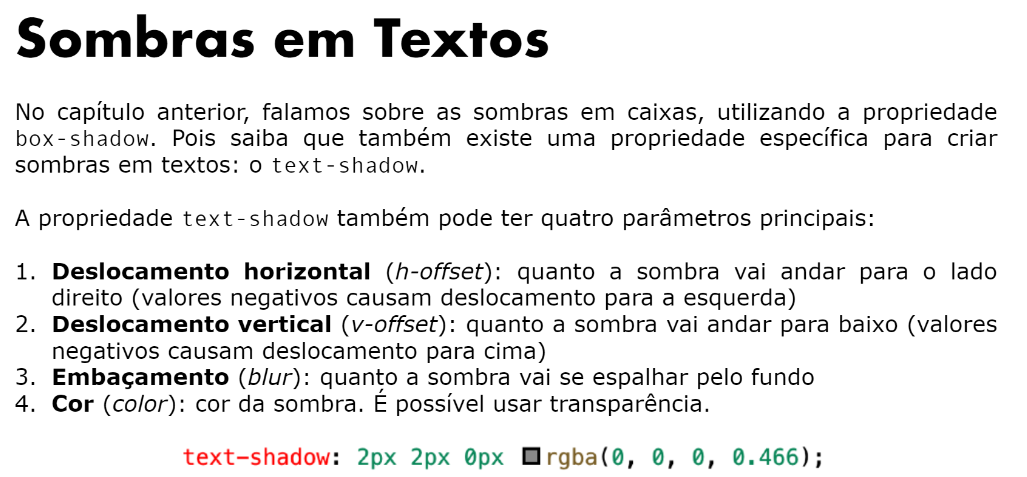 Sombras em Textos
No capítulo anterior, falamos sobre as sombras em caixas, utilizando a propriedade
box-shadow. Pois saiba que também existe uma propriedade específica para criar
sombras em textos: o text-shadow.
A propriedade text-shadow também pode ter quatro parâmetros principais:
1. Deslocamento horizontal (h-offset): quanto a sombra vai andar para o lado
direito (valores negativos causam deslocamento para a esquerda)
2. Deslocamento vertical (v-offset): quanto a sombra vai andar para baixo (valores
negativos causam deslocamento para cima)
3. Embaçamento (blur): quanto a sombra vai se espalhar pelo fundo
4. Cor (color): cor da sombra. É possível usar transparência.
text-shadow: 2px 2px 0px rgba(0, 0, 0, 0.466);